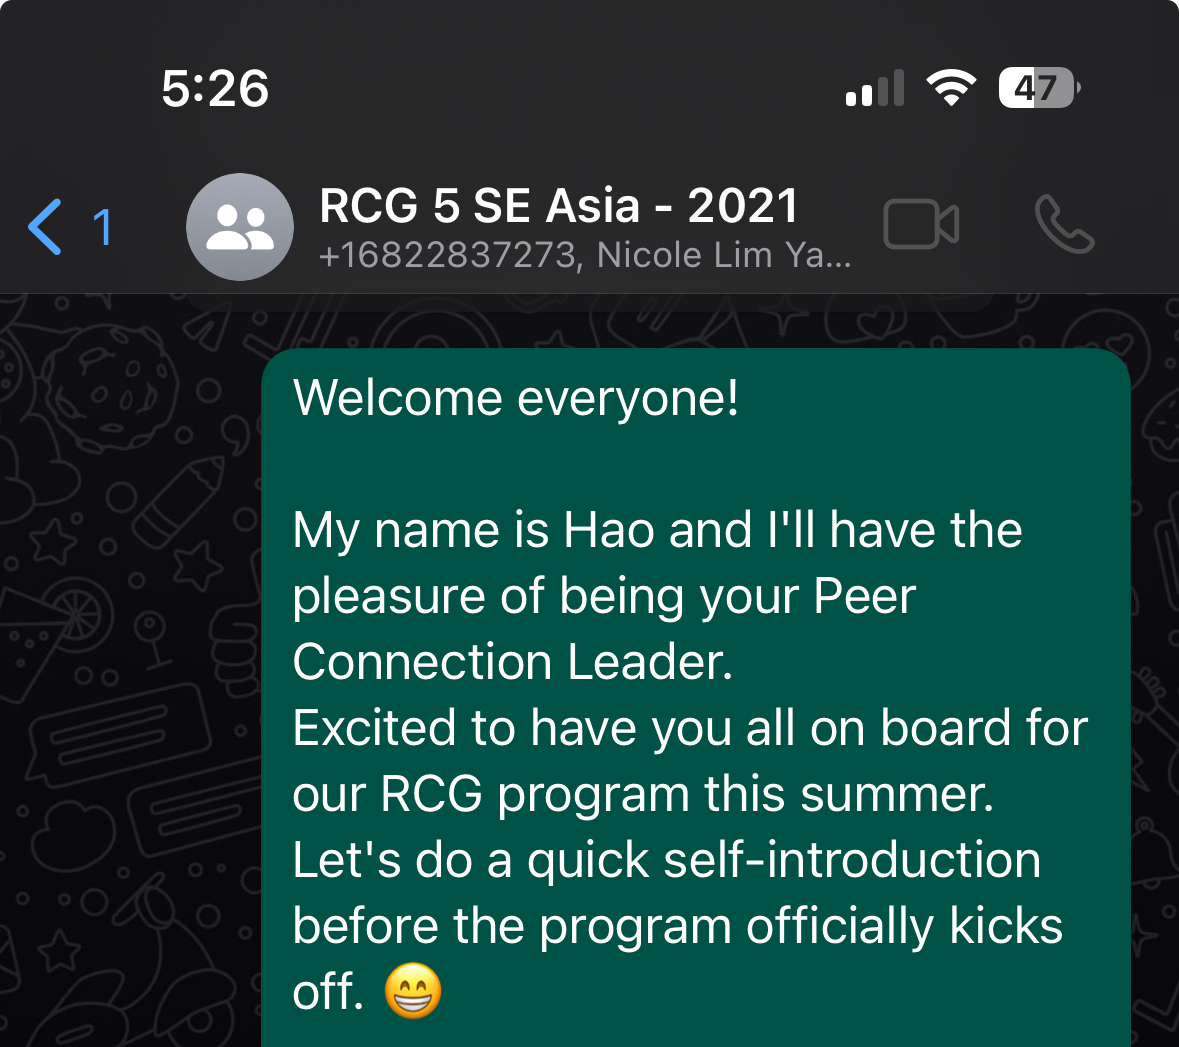 5:26
47
1
RCG 5 SE Asia - 2021
+16822837273, Nicole Lim Ya...
Welcome everyone!
My name is Hao and I'll have the
pleasure of being your Peer
Connection Leader.
Excited to have you all on board for
our RCG program this summer.
Let's do a quick self-introduction
before the program officially kicks
off. 😁